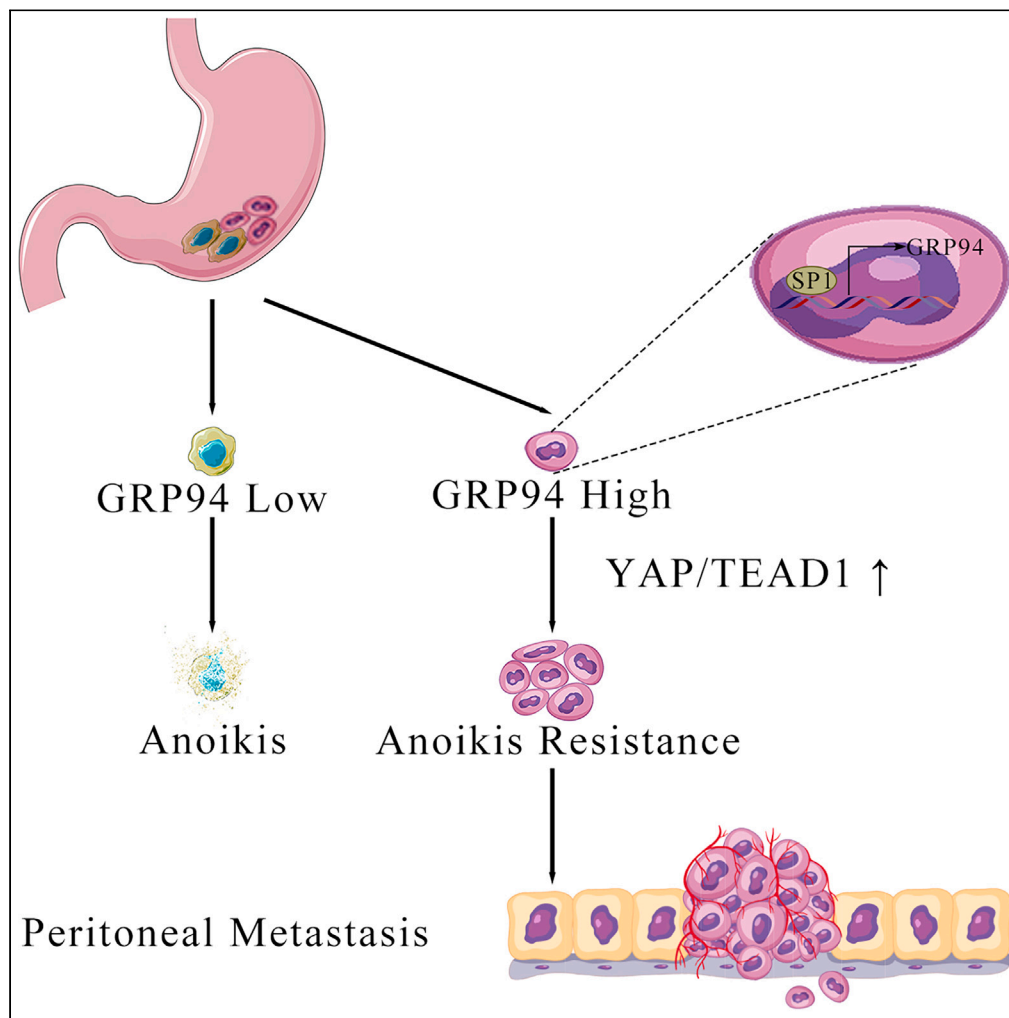 GRP94
SP1
GRP94 Low
GRP94 High
YAP/TEAD1 ↑
Anoikis
Anoikis Resistance
Peritoneal Metastasis